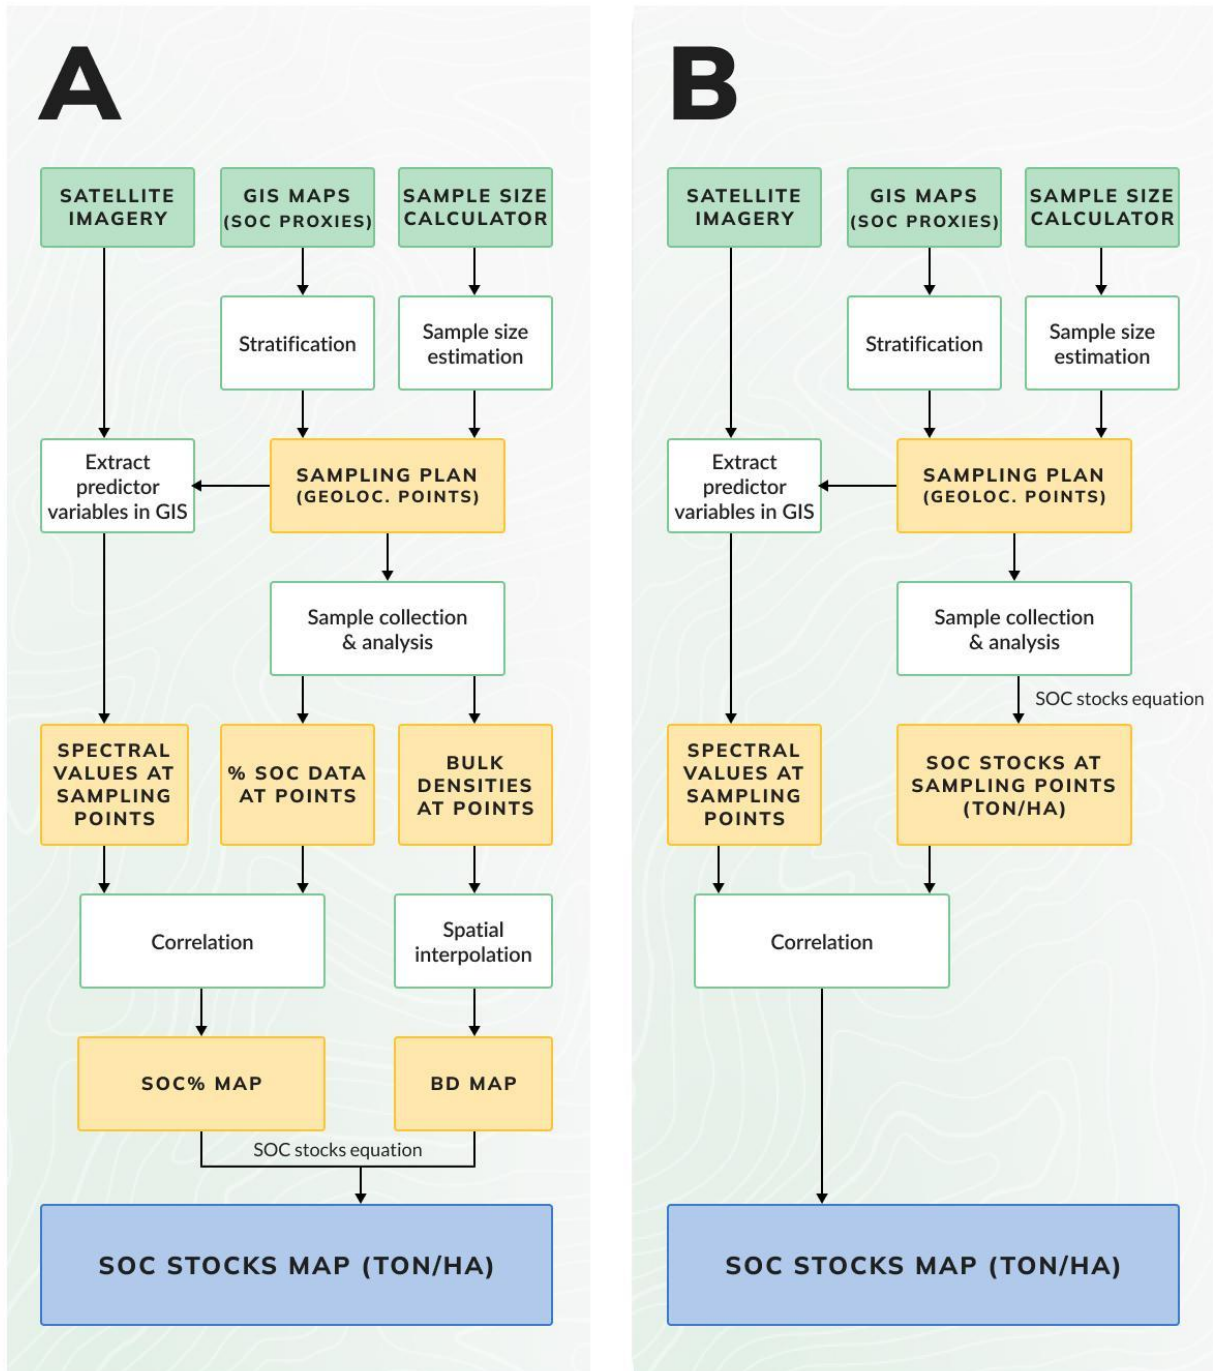 A
SATELLITE
IMAGERY
GIS MAPS
(SOC PROXIES)
SAMPLE SIZE
CALCULATOR
Stratification
Sample size
estimation
Extract
predictor
variables in GIS
SAMPLING PLAN
(GEOLOC. POINTS)
Sample collection
& analysis
SPECTRAL
VALUES AT
SAMPLING
POINTS
% SOC DATA
AT POINTS
BULK
DENSITIES
AT POINTS
Correlation
Spatial
interpolation
SOC% MAP
BD MAP
SOC stocks equation
SOC STOCKS MAP (TON/HA)
B
SATELLITE
IMAGERY
GIS MAPS
(SOC PROXIES)
SAMPLE SIZE
CALCULATOR
Stratification
Sample size
estimation
Extract
predictor
variables in GIS
SAMPLING PLAN
(GEOLOC. POINTS)
Sample collection
& analysis
SOC stocks equation
SPECTRAL
VALUES AT
SAMPLING
POINTS
SOC STOCKS AT
SAMPLING POINTS
(TON/HA)
Correlation
SOC STOCKS MAP (TON/HA)